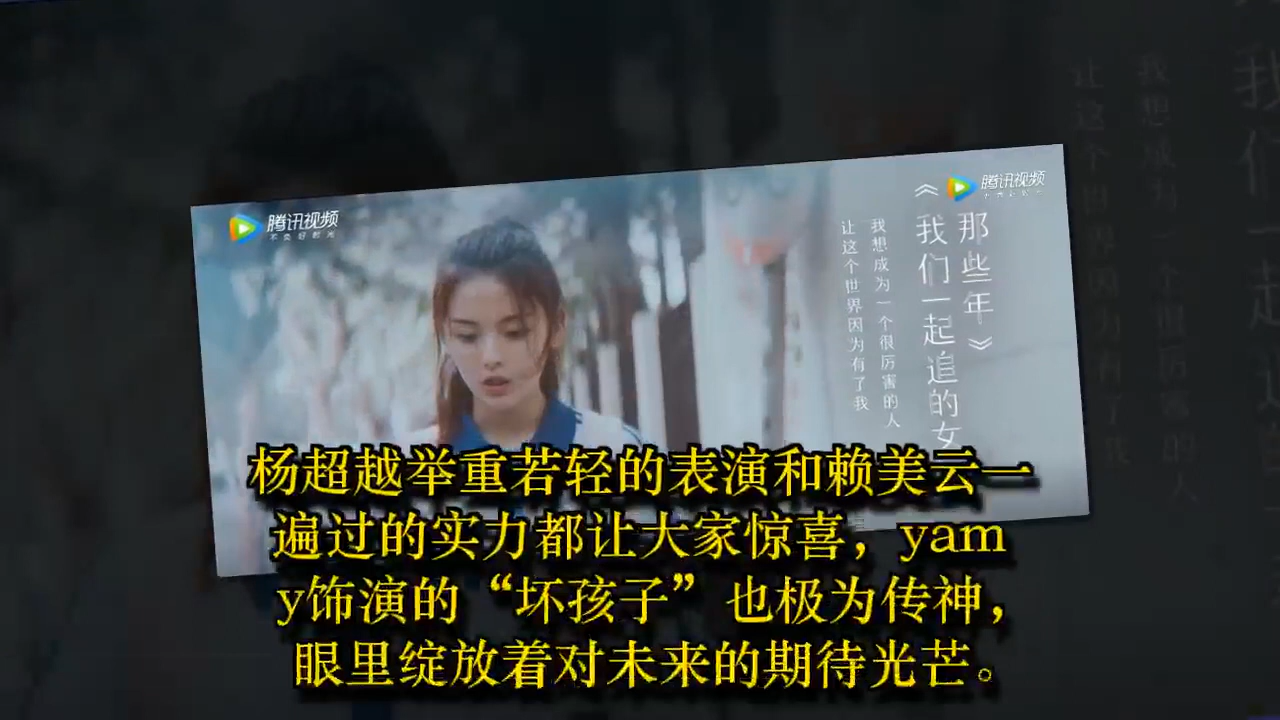 腾讯视频
不负好时光
腾讯视频
《那些年》
我们一起追的女
我想成为一个很厉害的人
让这个世界因为有了我
杨超越举重若轻的表演和赖美云一
遍过的实力都让大家惊喜，yam
y饰演的“坏孩子”也极为传神，
眼里绽放着对未来的期待光芒。